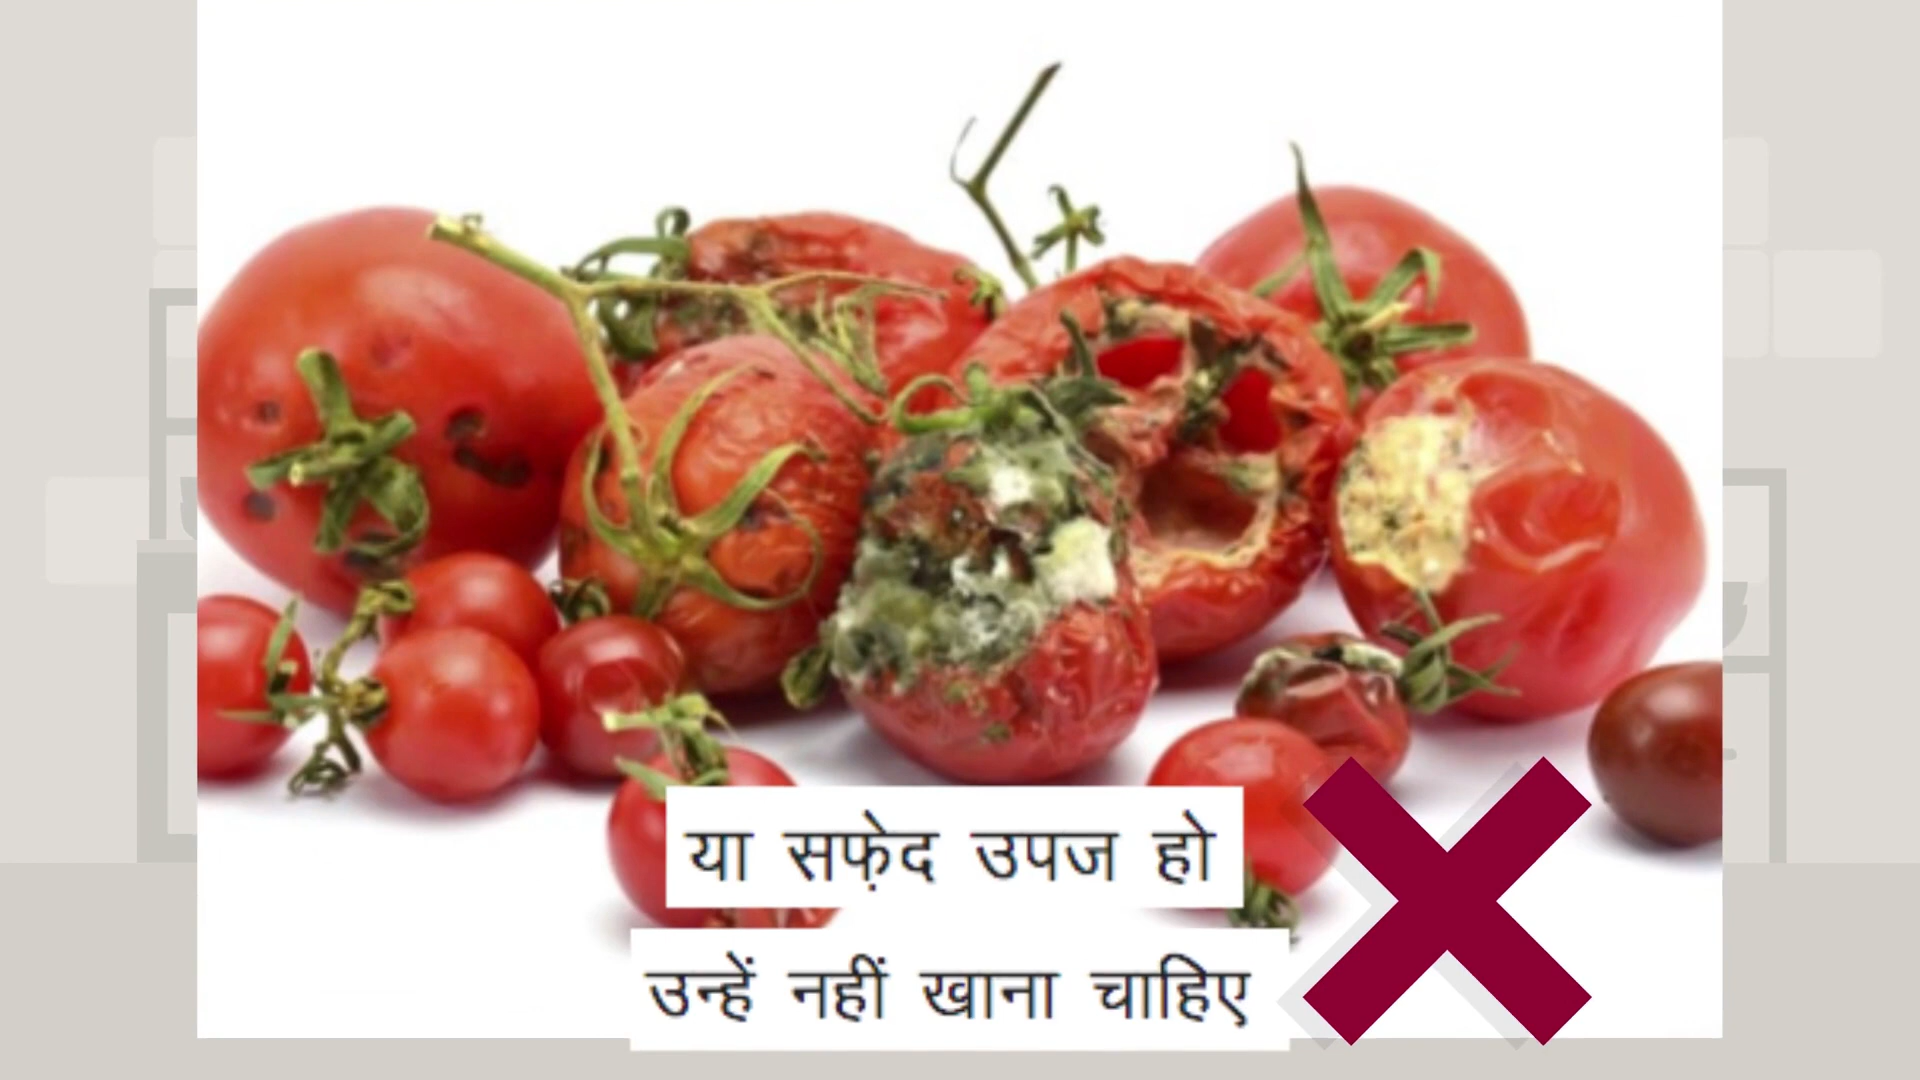 या सफ़ेद उपज हो
उन्हें नहीं खाना चाहिए